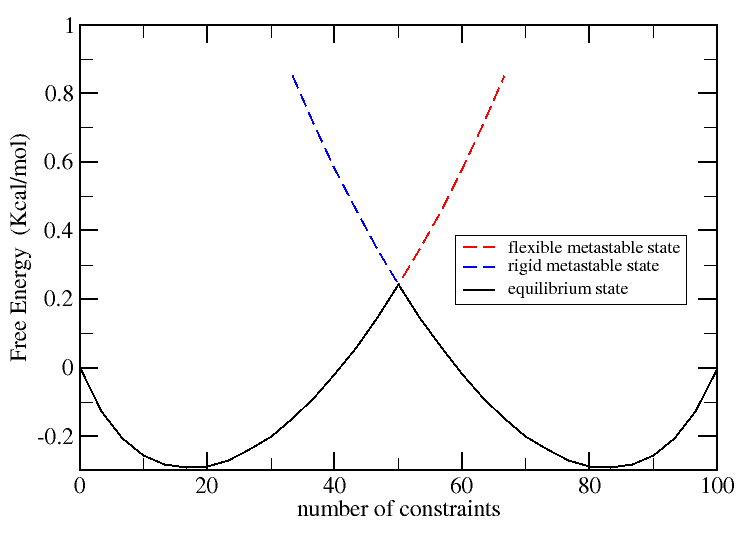 1
0.8
0.6
0.4
0.2
0
-0.2
Free Energy (Kcal/mol)
flexible metastable state
rigid metastable state
equilibrium state
0 20 40 60 80 100
number of constraints